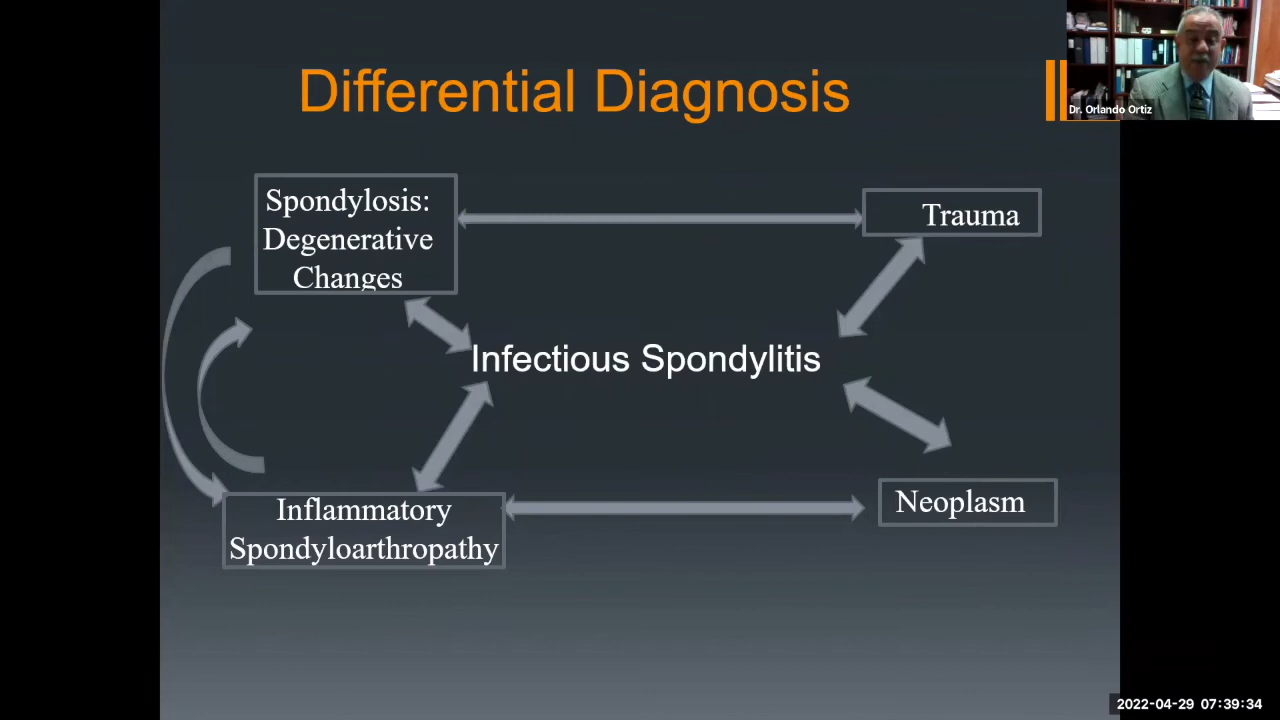 Differential Diagnosis
Dr. Orlando Ortiz
Spondylosis:
Degenerative
Changes
Trauma
Infectious Spondylitis
Inflammatory
Spondyloarthropathy
Neoplasm
2022-04-29 07:39:34